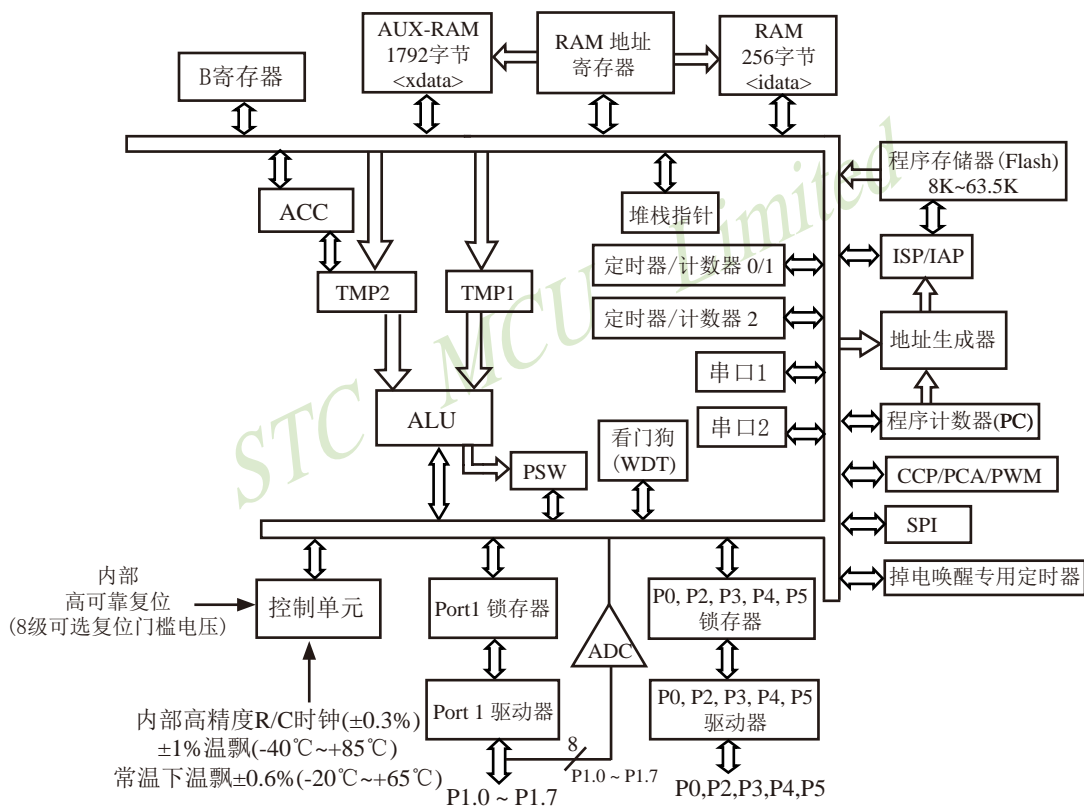 AUX-RAM
1792字节
<xdata>
RAM 地址
寄存器
RAM
256字节
<idata>
B寄存器
程序存储器(Flash)
8K~63.5K
ACC
堆栈指针
ISP/IAP
定时器/计数器 0/1
TMP2
TMP1
定时器/计数器 2
地址生成器
串口1
ALU
串口2
程序计数器(PC)
看门狗
(WDT)
PSW
CCP/PCA/PWM
SPI
掉电唤醒专用定时器
内部
高可靠复位
(8级可选复位门槛电压)
控制单元
Port1 锁存器
P0, P2, P3, P4, P5
锁存器
ADC
Port 1 驱动器
P0, P2, P3, P4, P5
驱动器
内部高精度R/C时钟(±0.3%)
±1%温飘(-40℃~+85℃)
常温下温飘±0.6%(-20℃~+65℃)
8
P1.0 ~ P1.7
P1.0 ~ P1.7
P0,P2,P3,P4,P5
STC MCU Limited